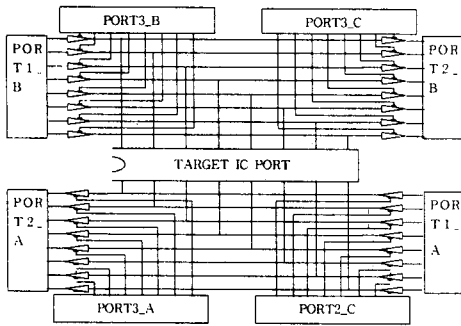 PORT3_B
PORT3_C
POR
T1_
B
POR
T2_
B
TARGET IC PORT
POR
T2_
A
POR
T1_
A
PORT3_A
PORT2_C